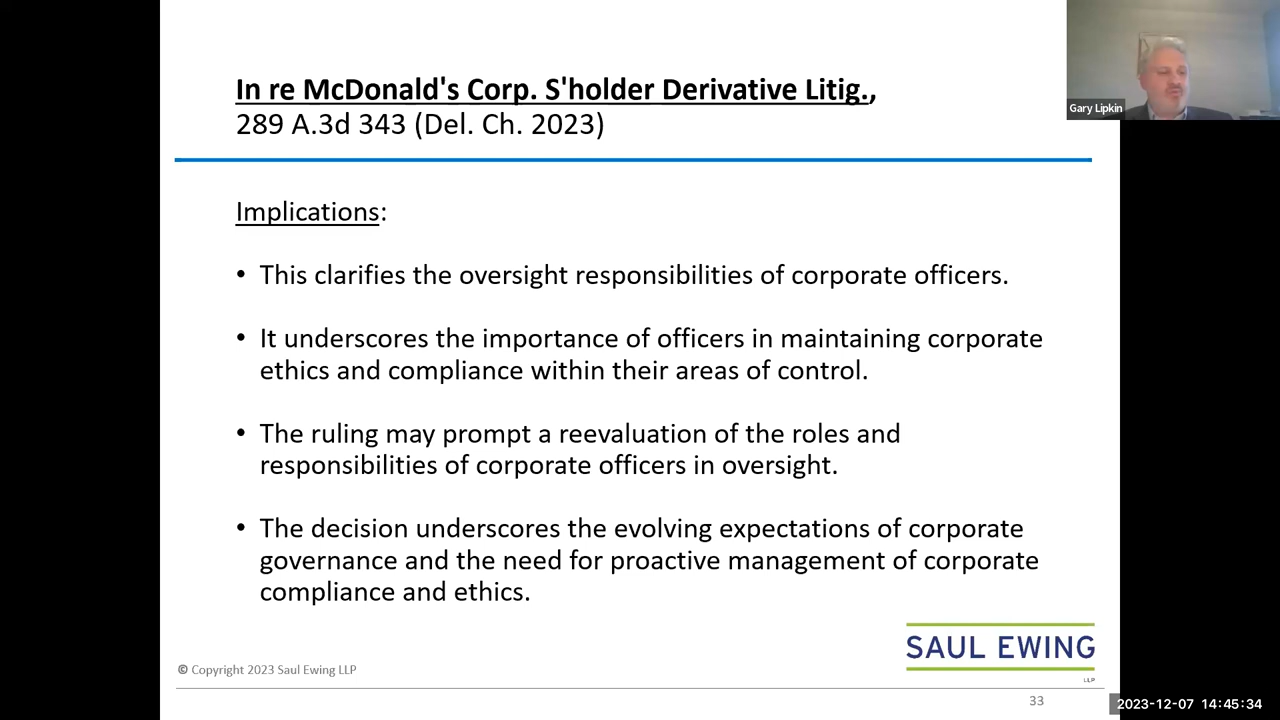 In re McDonald's Corp. S'holder Derivative Litig.,
289 A.3d 343 (Del. Ch. 2023)
Gary Lipkin
Implications:
• This clarifies the oversight responsibilities of corporate officers.
• It underscores the importance of officers in maintaining corporate
ethics and compliance within their areas of control.
• The ruling may prompt a reevaluation of the roles and
responsibilities of corporate officers in oversight.
• The decision underscores the evolving expectations of corporate
governance and the need for proactive management of corporate
compliance and ethics.
SAUL EWING
LLP
© Copyright 2023 Saul Ewing LLP
33
2023-12-07 14:45:34